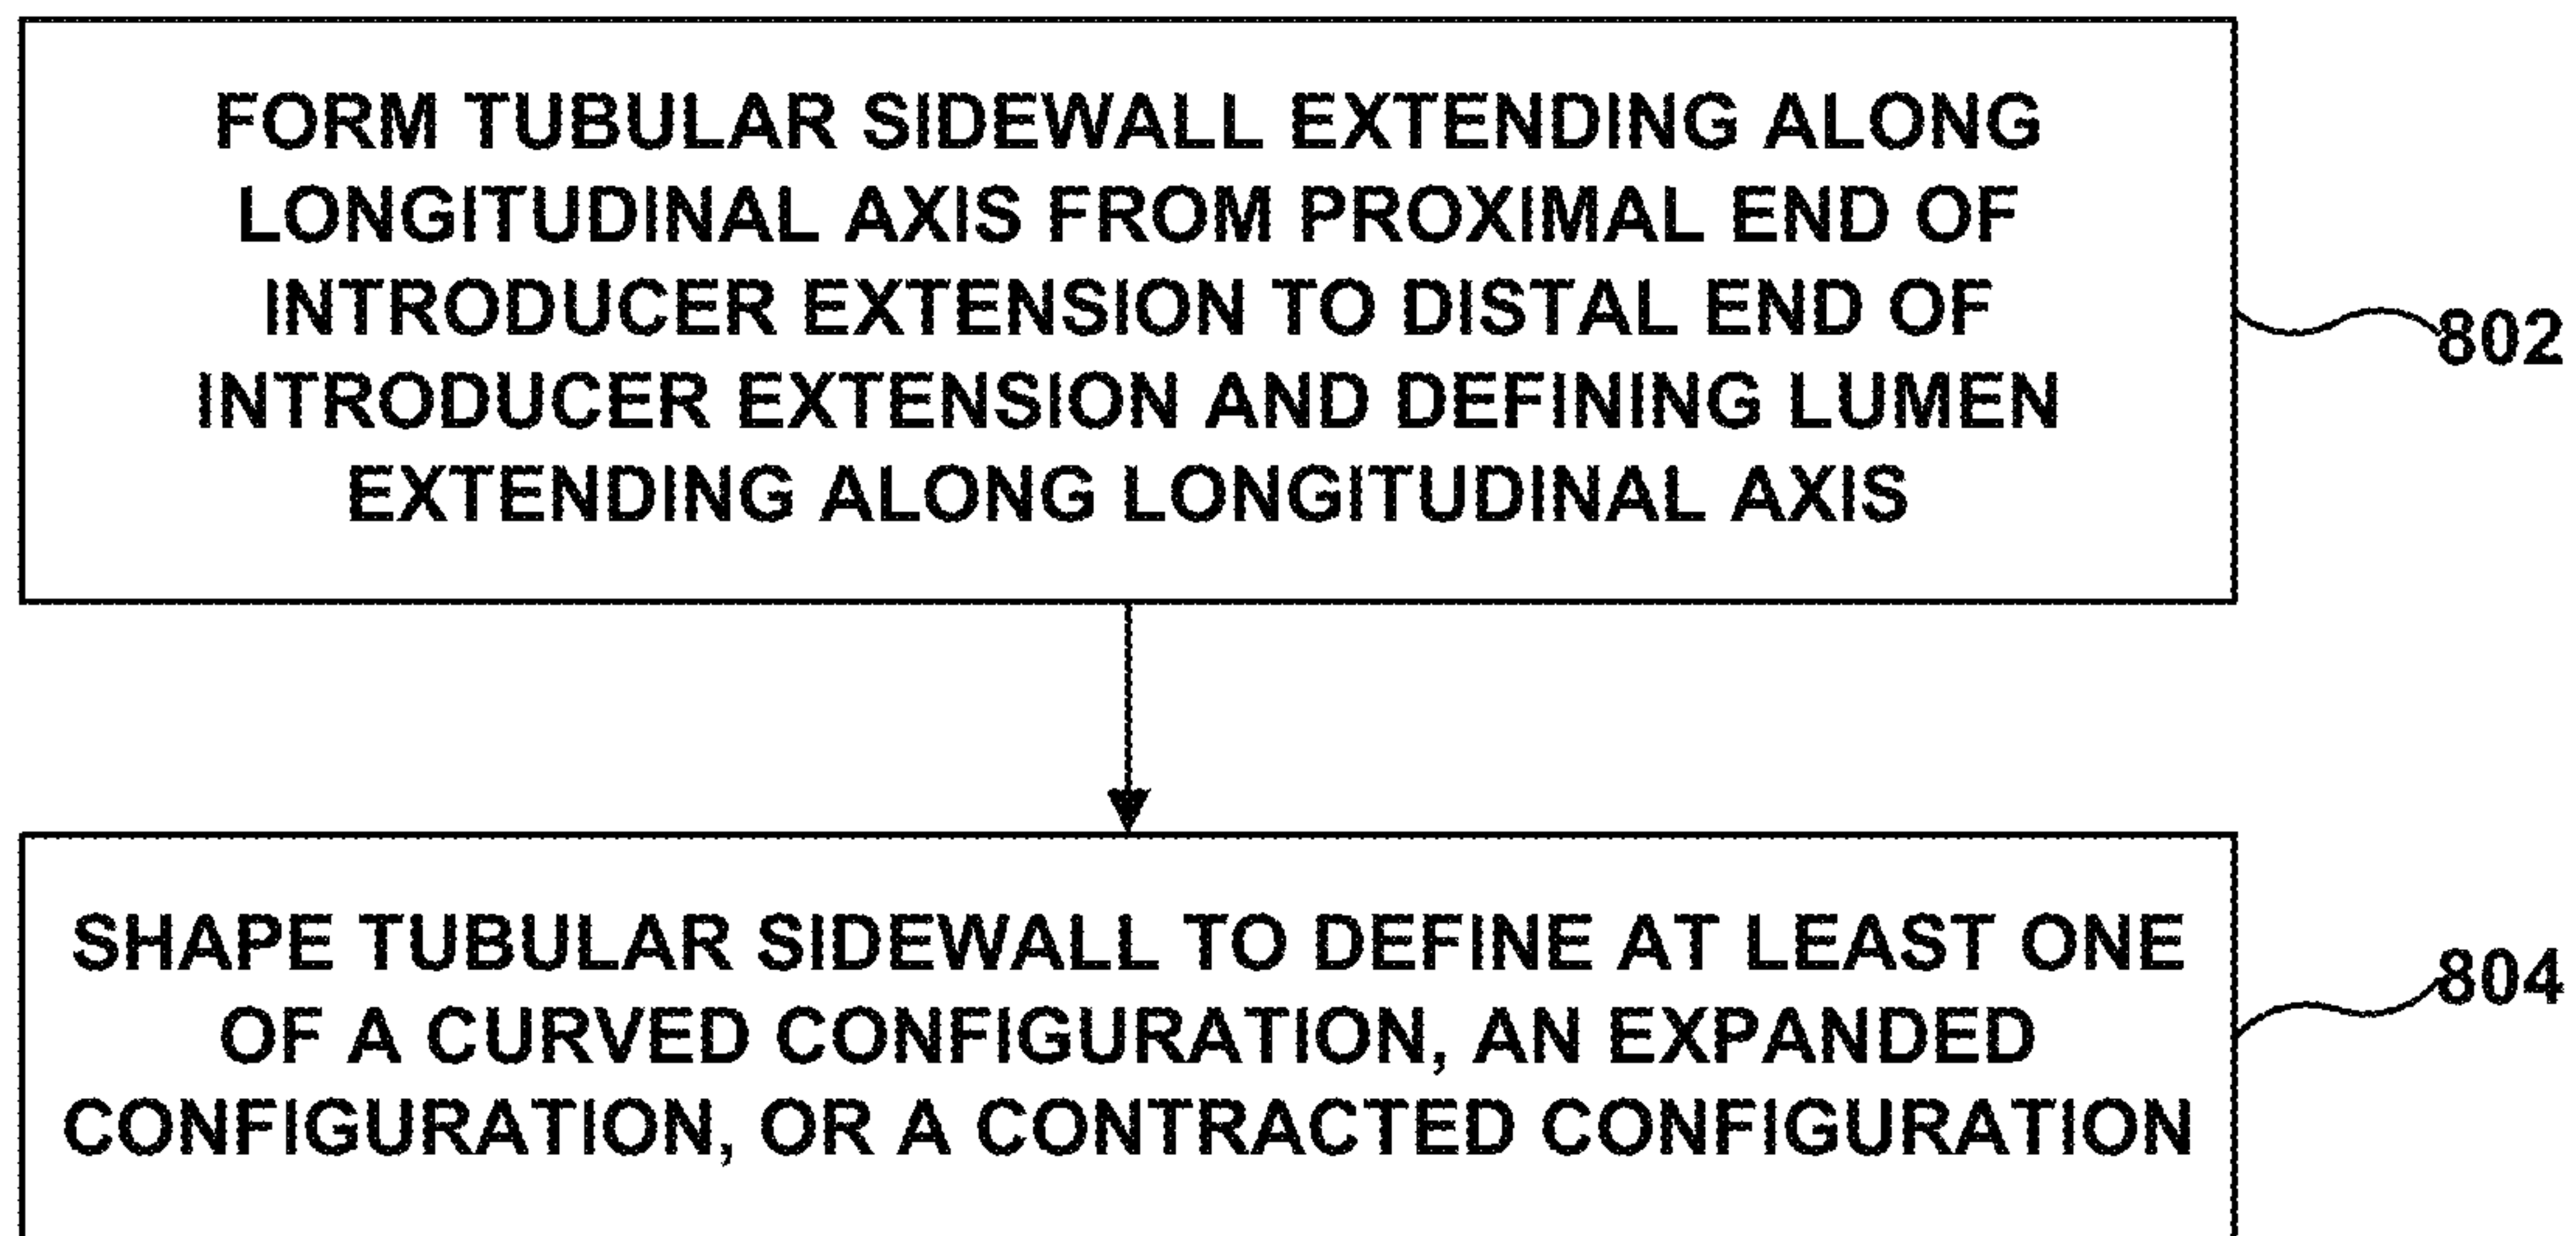 FORM TUBULAR SIDEWALL EXTENDING ALONG
LONGITUDINAL AXIS FROM PROXIMAL END OF
INTRODUCER EXTENSION TO DISTAL END OF
INTRODUCER EXTENSION AND DEFINING LUMEN
EXTENDING ALONG LONGITUDINAL AXIS
802
SHAPE TUBULAR SIDEWALL TO DEFINE AT LEAST ONE
OF A CURVED CONFIGURATION, AN EXPANDED
CONFIGURATION, OR A CONTRACTED CONFIGURATION
804